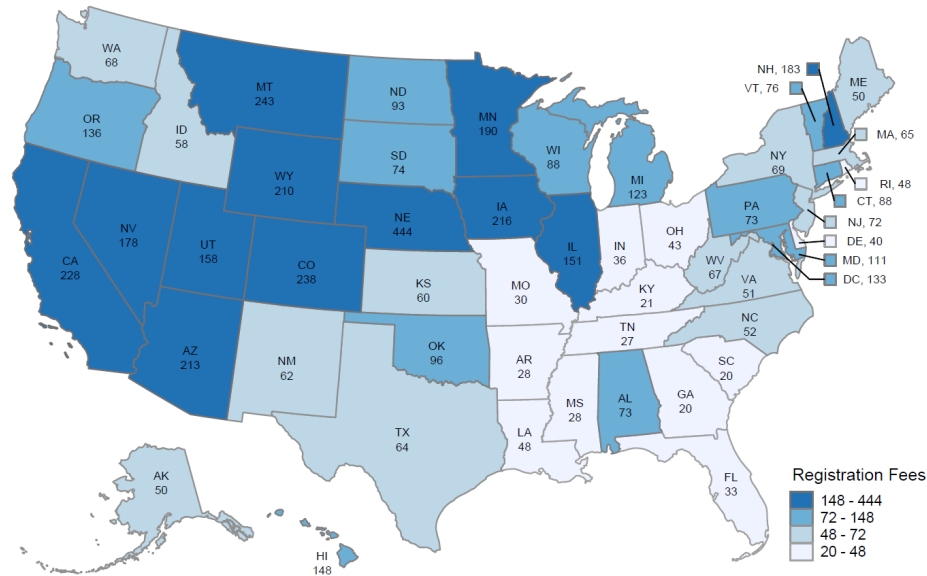 WA
68
MT
243
ND
93
MN
190
NH, 183
VT, 76
ME
50
OR
136
ID
58
WY
210
SD
74
WI
88
MI
123
NY
69
MA, 65
RI, 48
CT, 88
NJ, 72
DE, 40
MD, 111
DC, 133
CA
228
NV
178
UT
158
CO
238
NE
444
IA
216
IL
151
IN
36
OH
43
PA
73
WV
67
VA
51
KS
60
MO
30
KY
21
NC
52
AZ
213
NM
62
OK
96
AR
28
TN
27
SC
20
TX
64
LA
48
MS
28
AL
73
GA
20
FL
33
AK
50
HI
148
Registration Fees
148 - 444
72 - 148
48 - 72
20 - 48